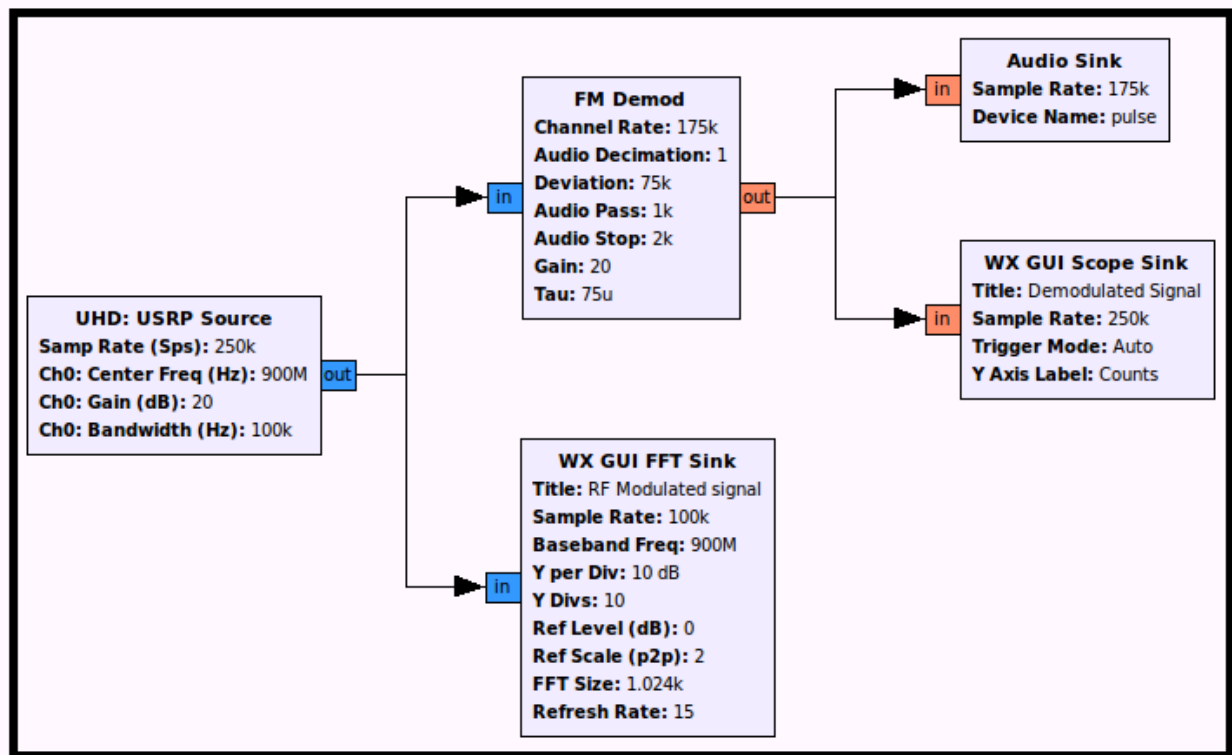 UHD: USRP Source
Samp Rate (Sps): 250k
Ch0: Center Freq (Hz): 900M
Ch0: Gain (dB): 20
Ch0: Bandwidth (Hz): 100k
out
in
FM Demod
Channel Rate: 175k
Audio Decimation: 1
Deviation: 75k
Audio Pass: 1k
Audio Stop: 2k
Gain: 20
Tau: 75u
out
in
WX GUI FFT Sink
Title: RF Modulated signal
Sample Rate: 100k
Baseband Freq: 900M
Y per Div: 10 dB
Y Divs: 10
Ref Level (dB): 0
Ref Scale (p2p): 2
FFT Size: 1.024k
Refresh Rate: 15
in
Audio Sink
Sample Rate: 175k
Device Name: pulse
in
WX GUI Scope Sink
Title: Demodulated Signal
Sample Rate: 250k
Trigger Mode: Auto
Y Axis Label: Counts